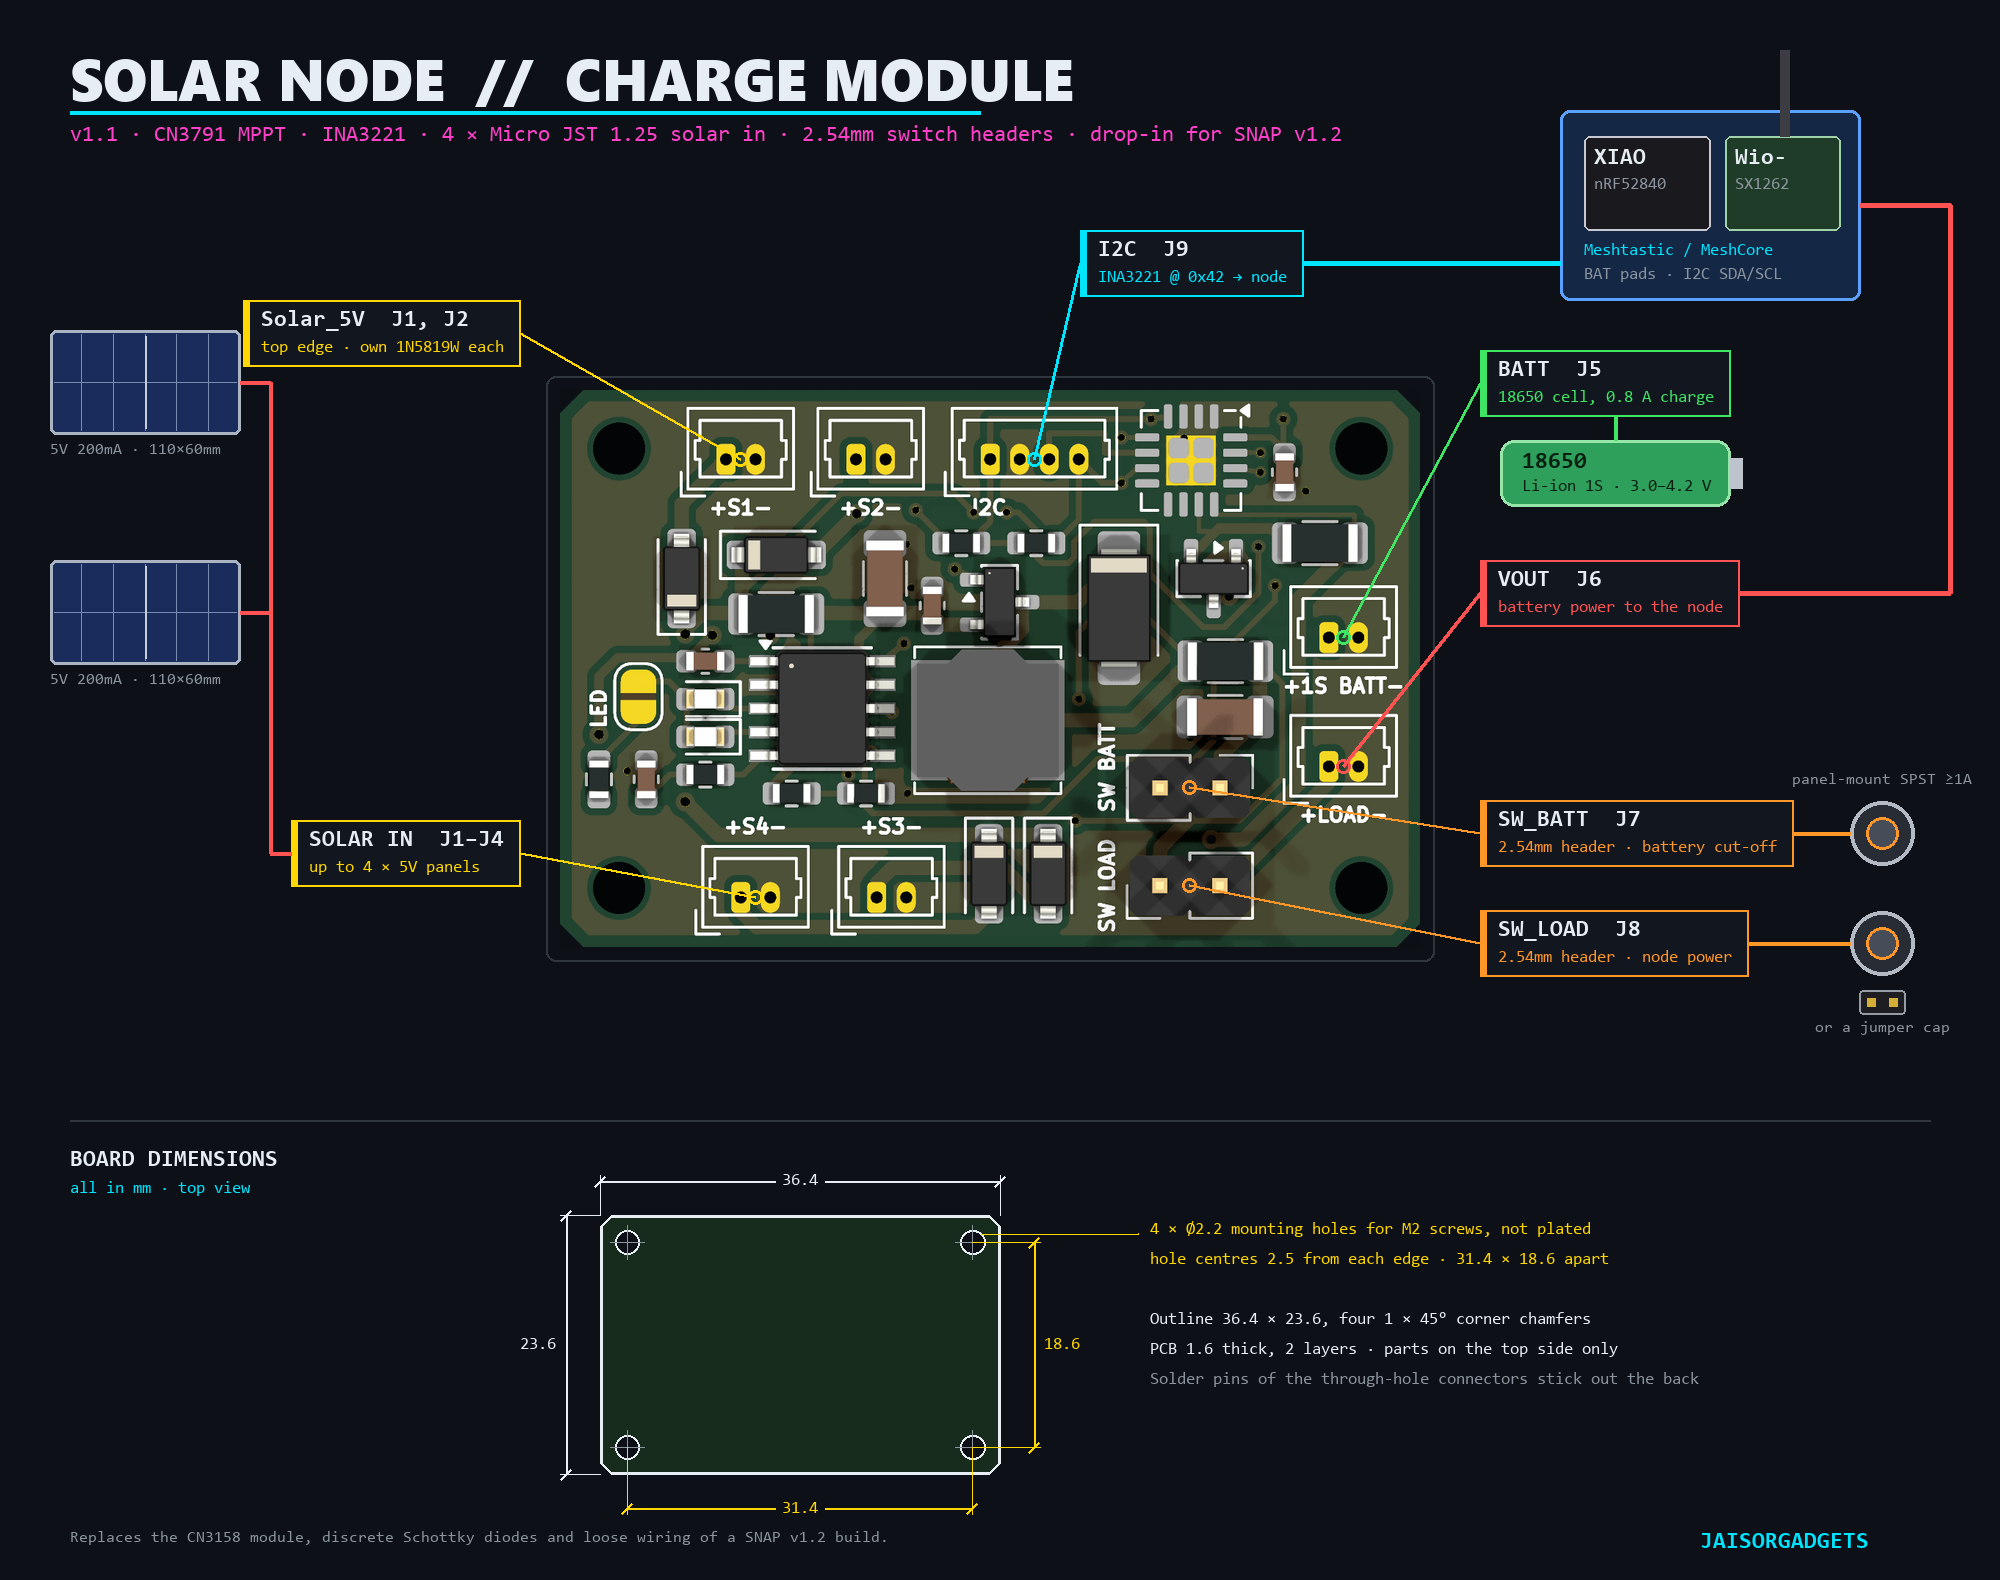 SOLAR NODE // CHARGE MODULE
v1.1 · CN3791 MPPT · INA3221 · 4 × Micro JST 1.25 solar in · 2.54mm switch headers · drop-in for SNAP v1.2
XIAO
nRF52840
Wio-
SX1262
Meshtastic / MeshCore
BAT pads · I2C SDA/SCL
I2C J9
INA3221 @ 0x42 → node
Solar_5V J1, J2
top edge · own 1N5819W each
5V 200mA · 110×60mm
BATT J5
18650 cell, 0.8 A charge
18650
Li-ion 1S · 3.0–4.2 V
+S1-
+S2-
I2C
VOUT J6
battery power to the node
5V 200mA · 110×60mm
+1S BATT-
LED
SW BATT
+LOAD-
panel-mount SPST ≥1A
SW_BATT J7
2.54mm header · battery cut-off
+S4-
+S3-
SW LOAD
SOLAR IN J1–J4
up to 4 × 5V panels
SW_LOAD J8
2.54mm header · node power
or a jumper cap
BOARD DIMENSIONS
all in mm · top view
36.4
23.6
18.6
31.4
4 × Ø2.2 mounting holes for M2 screws, not plated
hole centres 2.5 from each edge · 31.4 × 18.6 apart
Outline 36.4 × 23.6, four 1 × 45° corner chamfers
PCB 1.6 thick, 2 layers · parts on the top side only
Solder pins of the through-hole connectors stick out the back
Replaces the CN3158 module, discrete Schottky diodes and loose wiring of a SNAP v1.2 build.
JAISORGADGETS